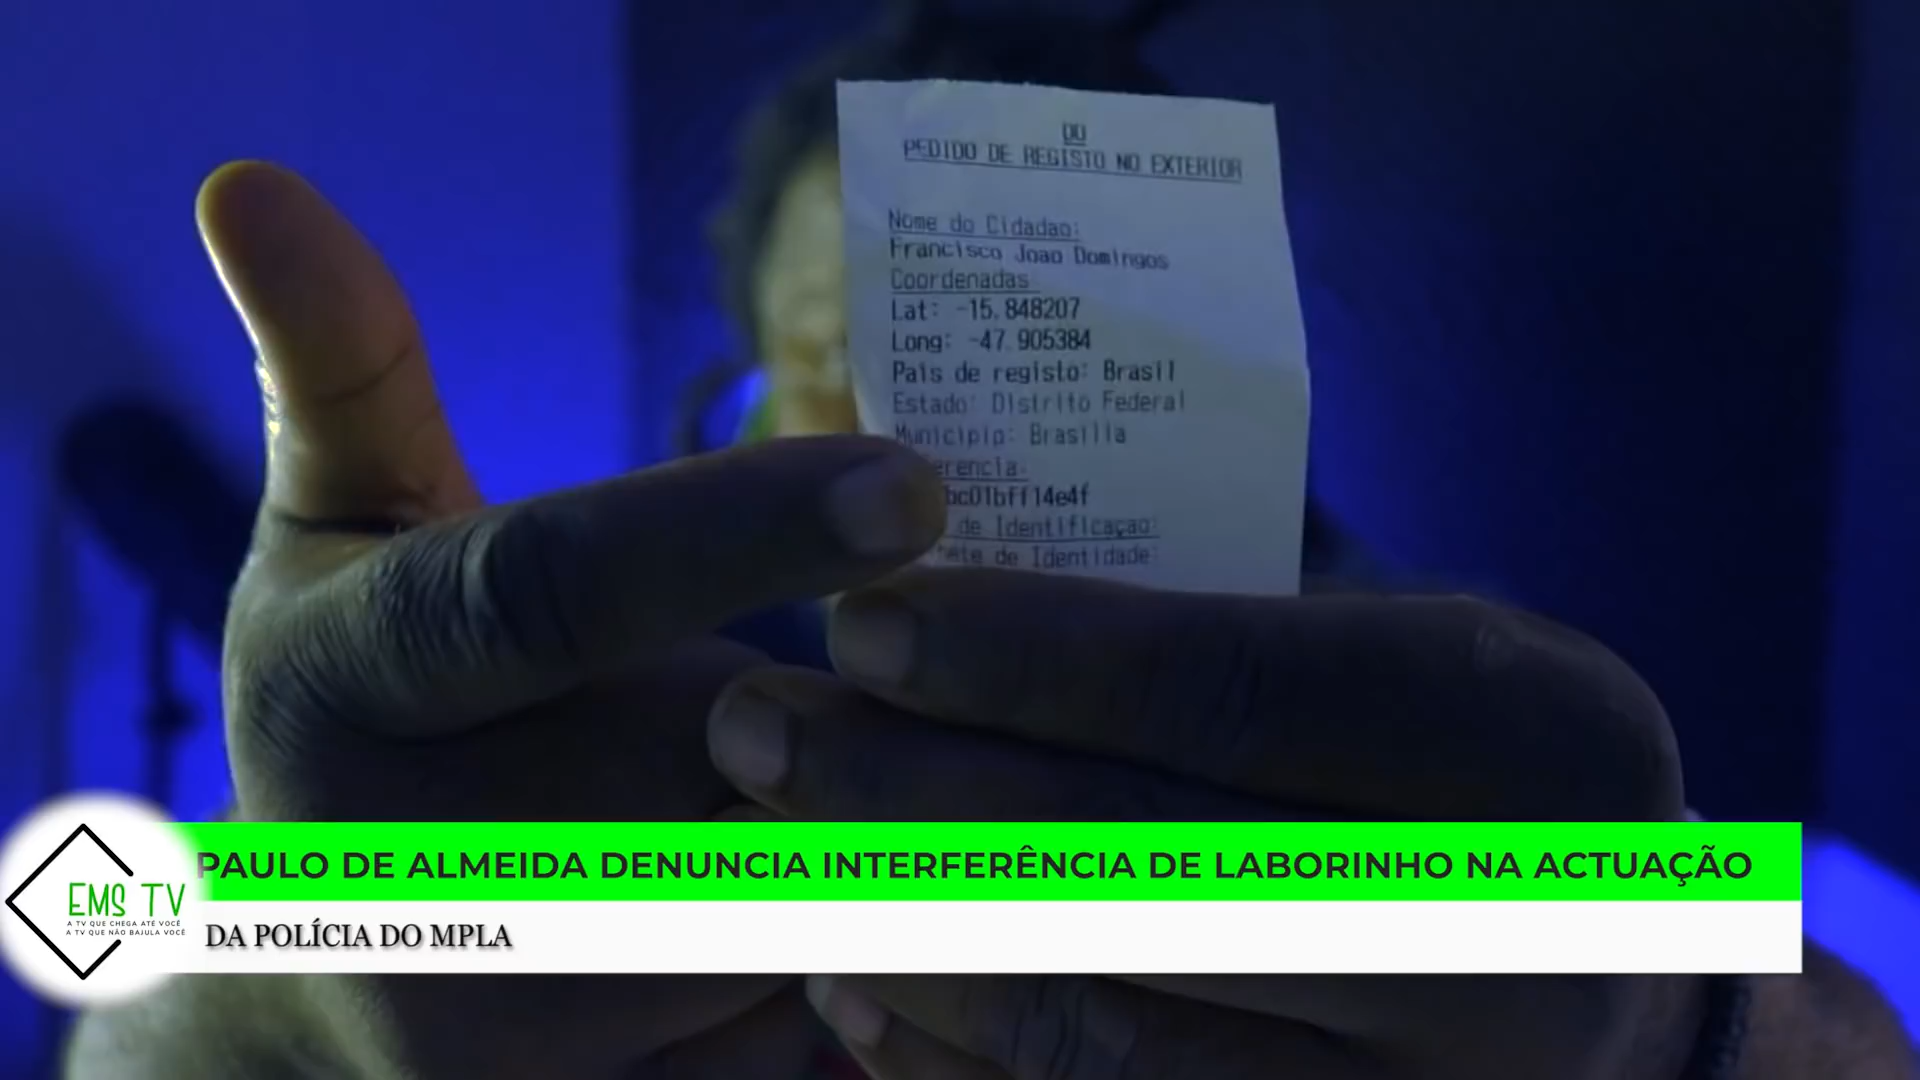 OU
PEDIDO DE REGISTO NO EXTERIOR
Nome do Cidadao:
Francisco Joao Domingos
Coordenadas
Lat: -15.848207
Long: -47.905384
Pais de registo: Brasil
Estado: Distrito Federal
Municipio: Brasilia
erencia:
bc01bff14e4f
de Identificaçao:
de Identidade:
PAULO DE ALMEIDA DENUNCIA INTERFERÊNCIA DE LABORINHO NA ACTUAÇÃO
DA POLÍCIA DO MPLA
EMS TV
A TV QUE CHEGA ATÉ VOCÊ
A TV QUE NÃO BAJULA VOCÊ